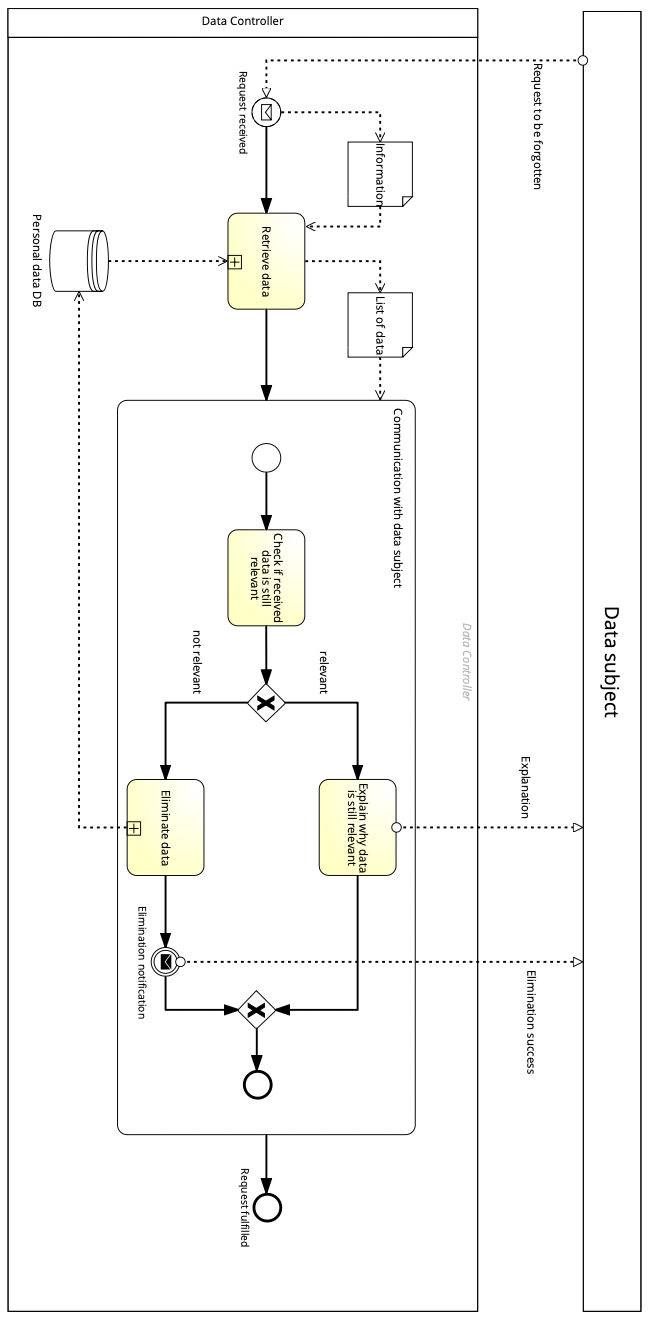 Data Controller
Data subject
Request to be forgotten
Request received
Information
Retrieve data
Personal data DB
List of data
Communication with data subject
Data Controller
Check if received
data is still
relevant
relevant
not relevant
Explain why data
is still relevant
Explanation
Eliminate data
Elimination notification
Elimination success
Request fulfilled